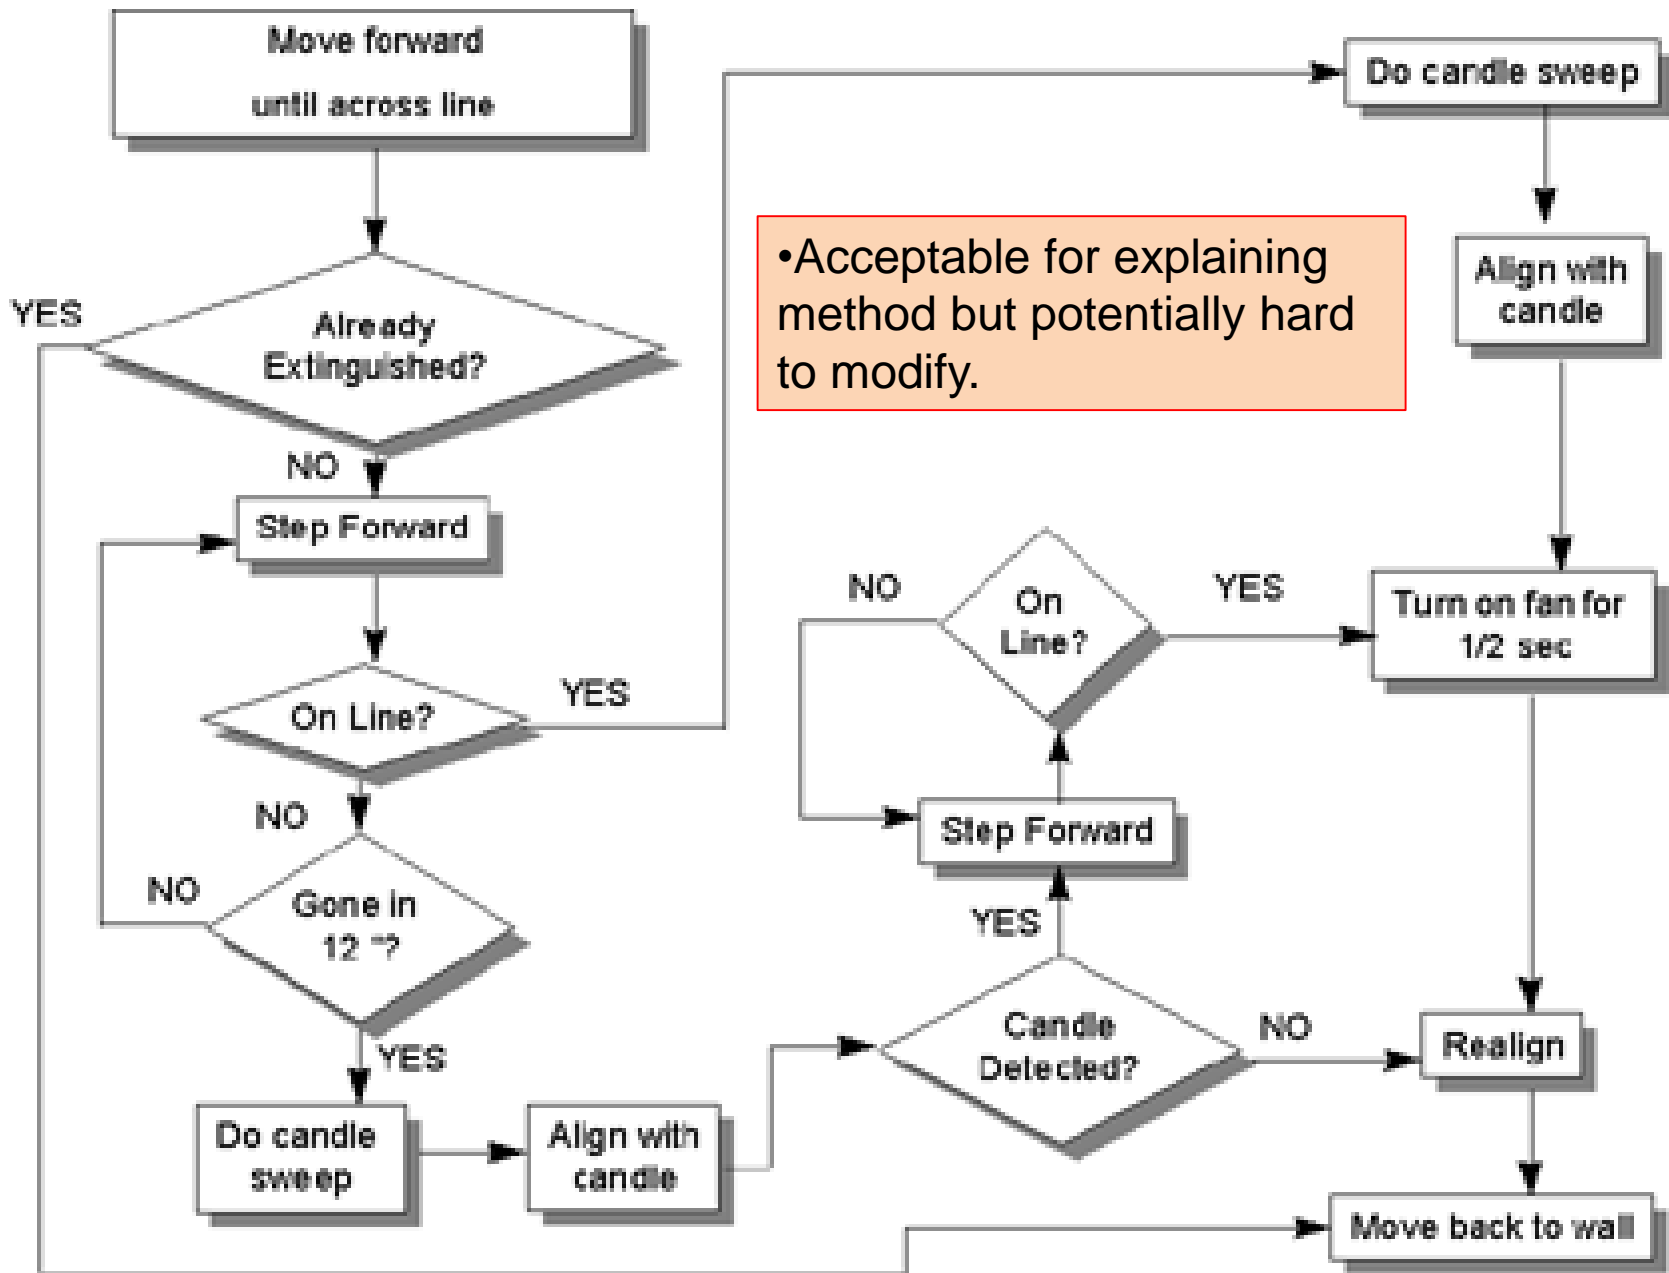 Move forward
until across line
Already
Extinguished?
YES
NO
Step Forward
On Line?
YES
NO
Gone in
12 "?
NO
YES
Do candle
sweep
Align with
candle
Candle
Detected?
YES
NO
Step Forward
On
Line?
NO
YES
Do candle sweep
Align with
candle
Turn on fan for
1/2 sec
Realign
Move back to wall
•Acceptable for explaining
method but potentially hard
to modify.